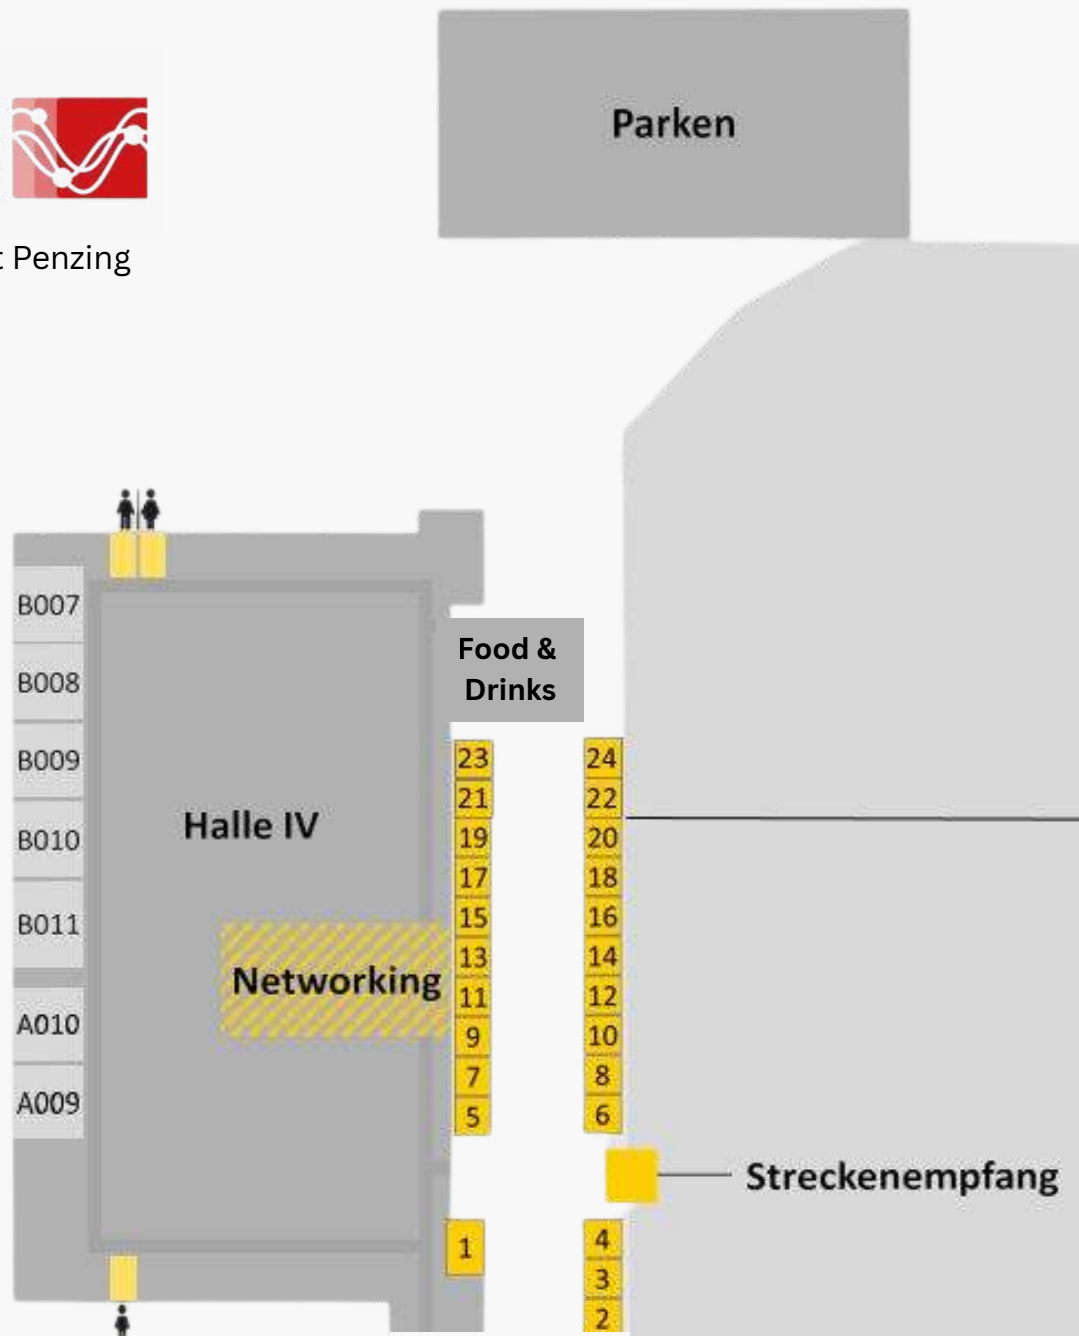 Parken
t Penzing
B007
B008
B009
B010
B011
A010
A009
Halle IV
Networking
Food &
Drinks
23
21
19
17
15
13
11
9
7
5
1
24
22
20
18
16
14
12
10
8
6
4
3
2
Streckenempfang